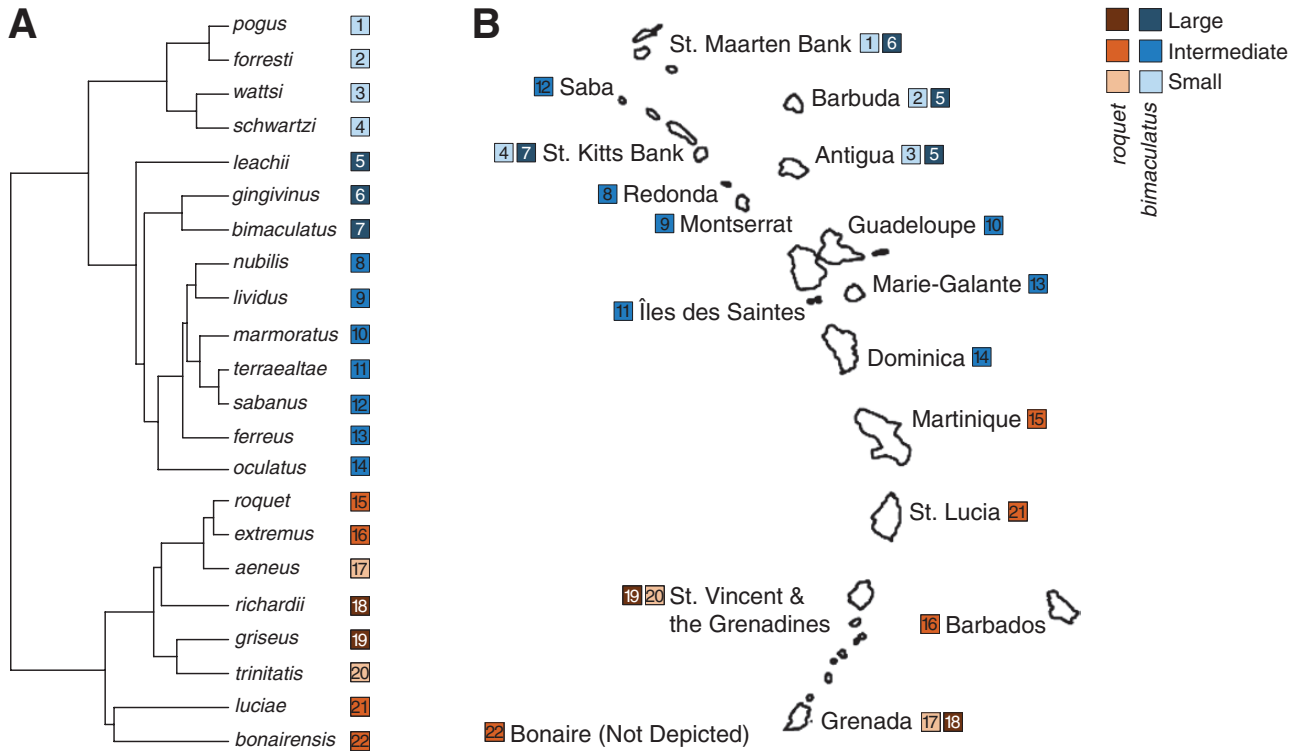 A
pogus 1
forresti 2
wattsi 3
schwartzi 4
leachii 5
gingivinus 6
bimaculatus 7
nubilis 8
lividus 9
marmoratus 10
terraealtae 11
sabanus 12
ferreus 13
oculatus 14
roquet 15
extremus 16
aeneus 17
richardii 18
griseus 19
trinitatis 20
luciae 21
bonairensis 22
B
St. Maarten Bank 1 6
12 Saba
Barbuda 2 5
4 7 St. Kitts Bank
Antigua 3 5
8 Redonda
9 Montserrat
Guadeloupe 10
Marie-Galante 13
11 Îles des Saintes
Dominica 14
Martinique 15
St. Lucia 21
19 20 St. Vincent &
the Grenadines
16 Barbados
Grenada 17 18
22 Bonaire (Not Depicted)
Large
Intermediate
Small
roquet
bimaculatus